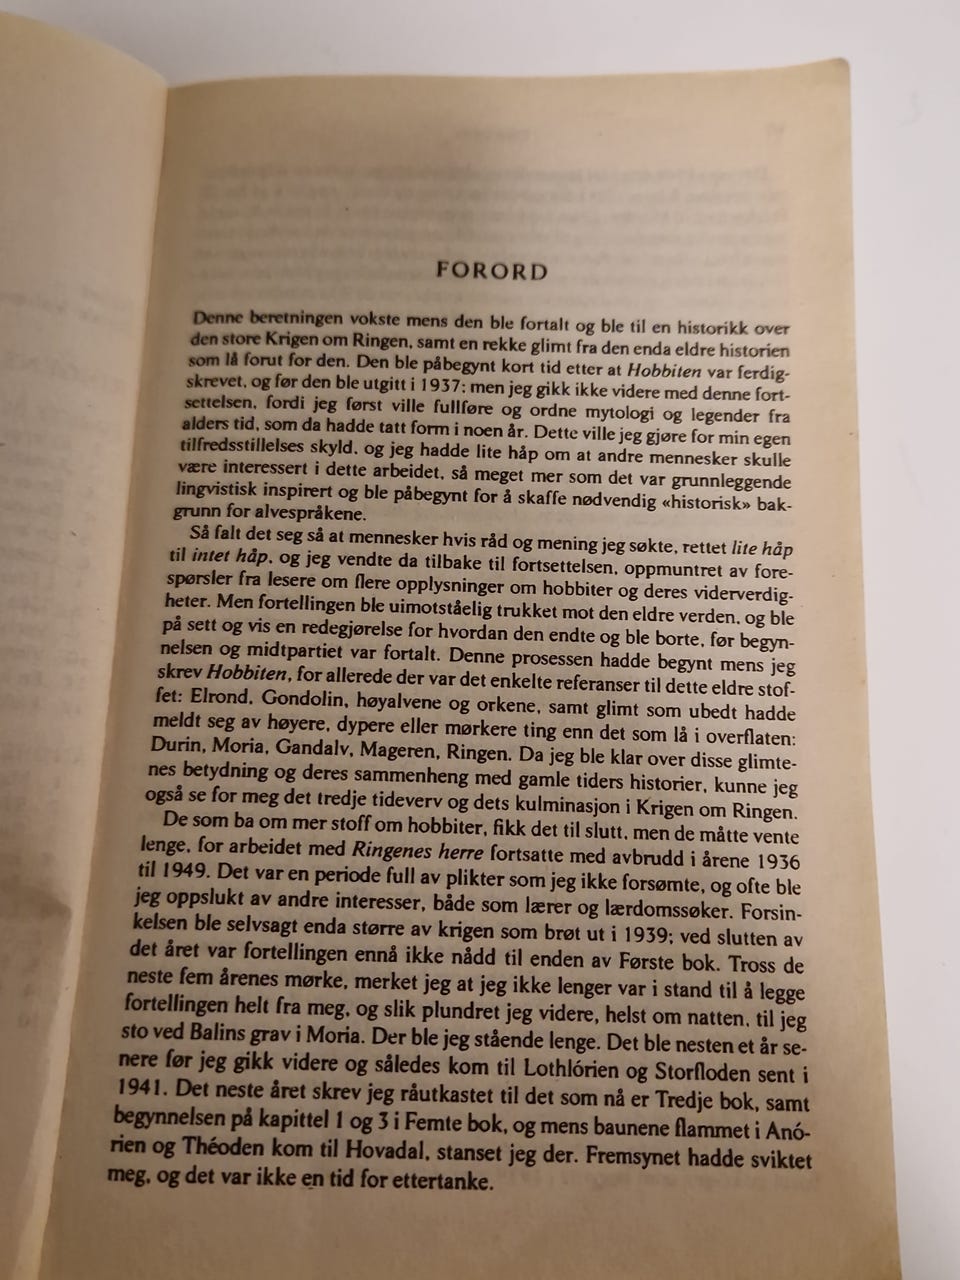 FORORD
Denne beretningen vokste mens den ble fortalt og ble til en historikk over
den store Krigen om Ringen, samt en rekke glimt fra den enda eldre historien
som lå forut for den. Den ble påbegynt kort tid etter at Hobbiten var ferdig-
skrevet, og før den ble utgitt i 1937; men jeg gikk ikke videre med denne fort-
settelsen, fordi jeg først ville fullføre og ordne mytologi og legender fra
alders tid, som da hadde tatt form i noen år. Dette ville jeg gjøre for min egen
tilfredsstillelses skyld, og jeg hadde lite håp om at andre mennesker skulle
være interessert i dette arbeidet, så meget mer som det var grunnleggende
lingvistisk inspirert og ble påbegynt for å skaffe nødvendig «historisk» bak-
grunn for alvespråkene.
Så falt det seg så at mennesker hvis råd og mening jeg søkte, rettet lite håp
til intet håp, og jeg vendte da tilbake til fortsettelsen, oppmuntret av fore-
spørsler fra lesere om flere opplysninger om hobbiter og deres viderverdig-
heter. Men fortellingen ble uimotståelig trukket mot den eldre verden, og ble
på sett og vis en redegjørelse for hvordan den endte og ble borte, før begyn-
nelsen og midtpartiet var fortalt. Denne prosessen hadde begynt mens jeg
skrev Hobbiten, for allerede der var det enkelte referanser til dette eldre stof-
fet: Elrond, Gondolin, høyalvene og orkene, samt glimt som ubedt hadde
meldt seg av høyere, dypere eller mørkere ting enn det som lå i overflaten:
Durin, Moria, Gandalv, Mageren, Ringen. Da jeg ble klar over disse glimte-
nes betydning og deres sammenheng med gamle tiders historier, kunne jeg
også se for meg det tredje tideverv og dets kulminasjon i Krigen om Ringen.
De som ba om mer stoff om hobbiter, fikk det til slutt, men de måtte vente
lenge, for arbeidet med Ringenes herre fortsatte med avbrudd i årene 1936
til 1949. Det var en periode full av plikter som jeg ikke forsømte, og ofte ble
jeg oppslukt av andre interesser, både som lærer og lærdomssøker. Forsin-
kelsen ble selvsagt enda større av krigen som brøt ut i 1939; ved slutten av
det året var fortellingen ennå ikke nådd til enden av Første bok. Tross de
neste fem årenes mørke, merket jeg at jeg ikke lenger var i stand til å legge
fortellingen helt fra meg, og slik plundret jeg videre, helst om natten, til jeg
sto ved Balins grav i Moria. Der ble jeg stående lenge. Det ble nesten et år se-
nere før jeg gikk videre og således kom til Lothlórien og Storfloden sent i
1941. Det neste året skrev jeg råutkastet til det som nå er Tredje bok, samt
begynnelsen på kapittel 1 og 3 i Femte bok, og mens baunene flammet i Anó-
rien og Théoden kom til Hovadal, stanset jeg der. Fremsynet hadde sviktet
meg, og det var ikke en tid for ettertanke.